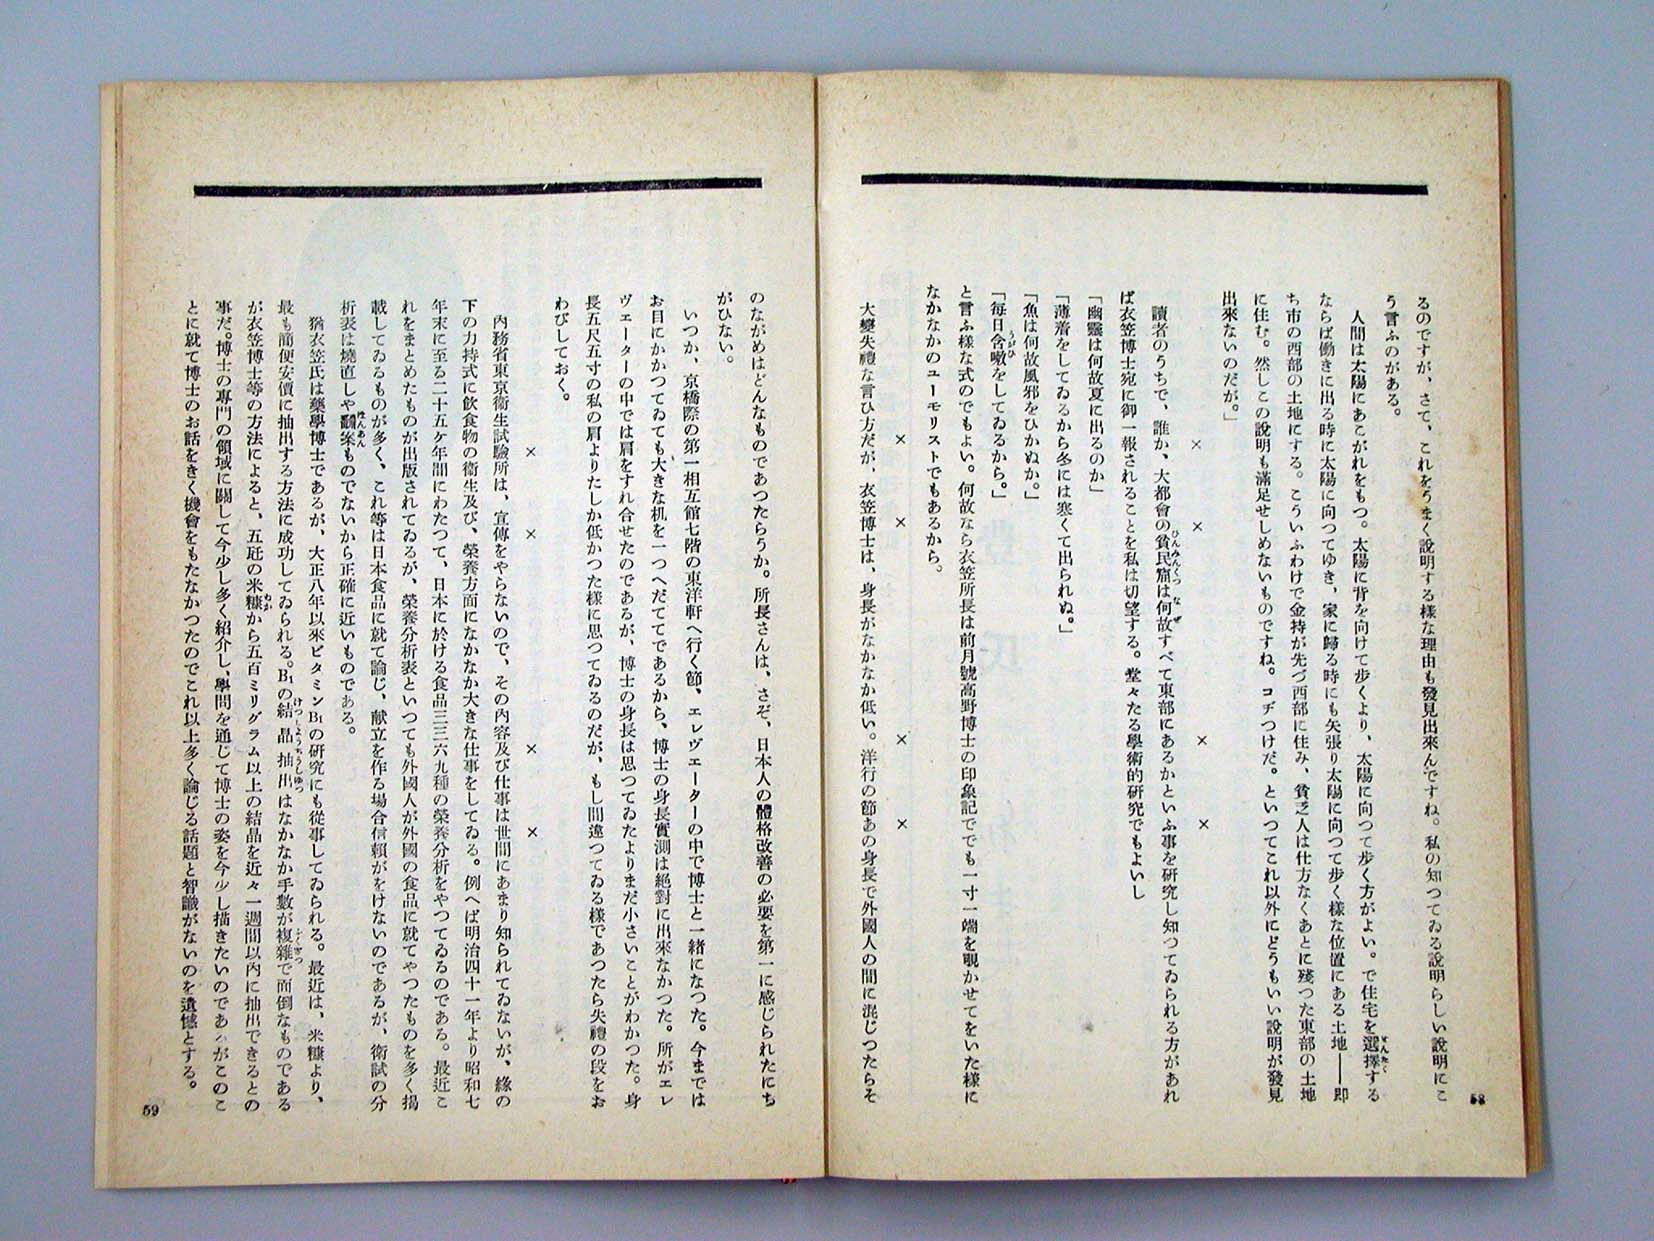 るのですが、さて、これをうまく說明する樣な理由も發見出來んですね。私の知つてゐる說明らしい說明にこ
う言ふのがある。
人間は太陽にあこがれをもつ。太陽に背を向けて步くより、太陽に向つて步く方がよい。で住宅を選擇する
ならば働きに出る時に太陽に向つてゆき、家に歸る時にも矢張り太陽に向つて步く樣な位置にある土地――卽
ち市の西部の土地にする。こういふわけで金持が先づ西部に住み、貧乏人は仕方なくあとに殘つた東部の土地
に住む。然しこの說明も滿足せしめないものですね。コヂつけだ。といつてこれ以外にどうもいい說明が發見
出來ないのだが。」
× × × ×
讀者のうちで、誰か、大都會の貧民窟は何故すべて東部にあるかといふ事を硏究し知つてゐられる方があれ
ば衣笠博士宛に御一報されることを私は切望する。堂々たる學術的硏究でもよいし
「幽靈は何故夏に出るのか」
「薄着をしてゐるから冬には寒くて出られぬ。」
「魚は何故風邪をひかぬか。」
「每日含嗽をしてゐるから。」
と言ふ樣な式のでもよい。何故なら衣笠所長は前月號高野博士の印象記ででも一寸一端を覗かせてをいた樣に
なかなかのユーモリストでもあるから。
× × × ×
大變失禮な言ひ方だが、衣笠博士は、身長がなかなか低い。洋行の節あの身長で外國人の間に混じつたらそ
58
のながめはどんなものであつたらうか。所長さんは、さぞ、日本人の體格改善の必要を第一に感じられたにち
がひない。
いつか、京橋際の第一相互館七階の東洋軒へ行く節、エレヴェーターの中で博士と一緖になつた。今までは
お目にかかつてゐても大きな机を一つへだててであるから、博士の身長實測は絕對に出來なかつた。所がエレ
ヴェーターの中では肩をすれ合せたのであるが、博士の身長は思つてゐたよりまだ小さいことがわかつた。身
長五尺五寸の私の肩よりたしか低かつた樣に思つてゐるのだが、もし間違つてゐる樣であつたら失禮の段をお
わびしておく。
× × × ×
內務省東京衞生試驗所は、宣傳をやらないので、その內容及び仕事は世間にあまり知られてゐないが、緣の
下の力持式に飮食物の衞生及び、榮養方面になかなか大きな仕事をしてゐる。例へば明治四十一年より昭和七
年末に至る二十五ケ年間にわたつて、日本に於ける食品三三六九種の榮養分析をやつてゐるのである。最近こ
れをまとめたものが出版されてゐるが、榮養分析表といつても外國人が外國の食品に就てやつたものを多く揭
載してゐるものが多く、これ等は日本食品に就て論じ、献立を作る場合信賴がをけないのであるが、衞試の分
析表は燒直しや飜案ものでないから正確に近いものである。
猶衣笠氏は藥學博士であるが、大正八年以來ビタミンB₁の硏究にも從事してゐられる。最近は、米糠より、
最も簡便安價に抽出する方法に成功してゐられる。B₁の結晶抽出はなかなか手數が複雜で面倒なものである
が衣笠博士等の方法によると、五瓩の米糠から五百ミリグラム以上の結晶を近々一週間以內に抽出できるとの
事だ。博士の專門の領域に關して今少し多く紹介し、學問を通じて博士の姿を今少し描きたいのであるがこのこ
とに就て博士のお話をきく機會をもたなかつたのでこれ以上多く論じる話題と智識がないのを遺憾とする。
59